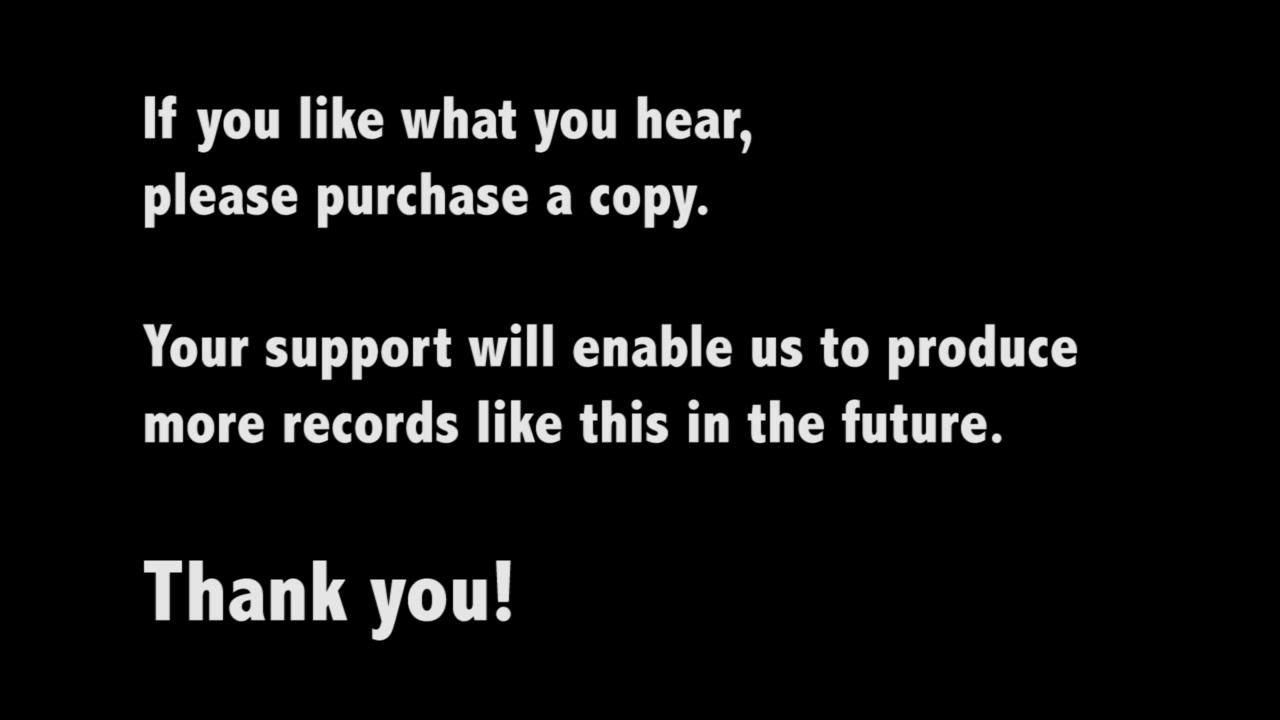 If you like what you hear,
please purchase a copy.
Your support will enable us to produce
more records like this in the future.
Thank you!